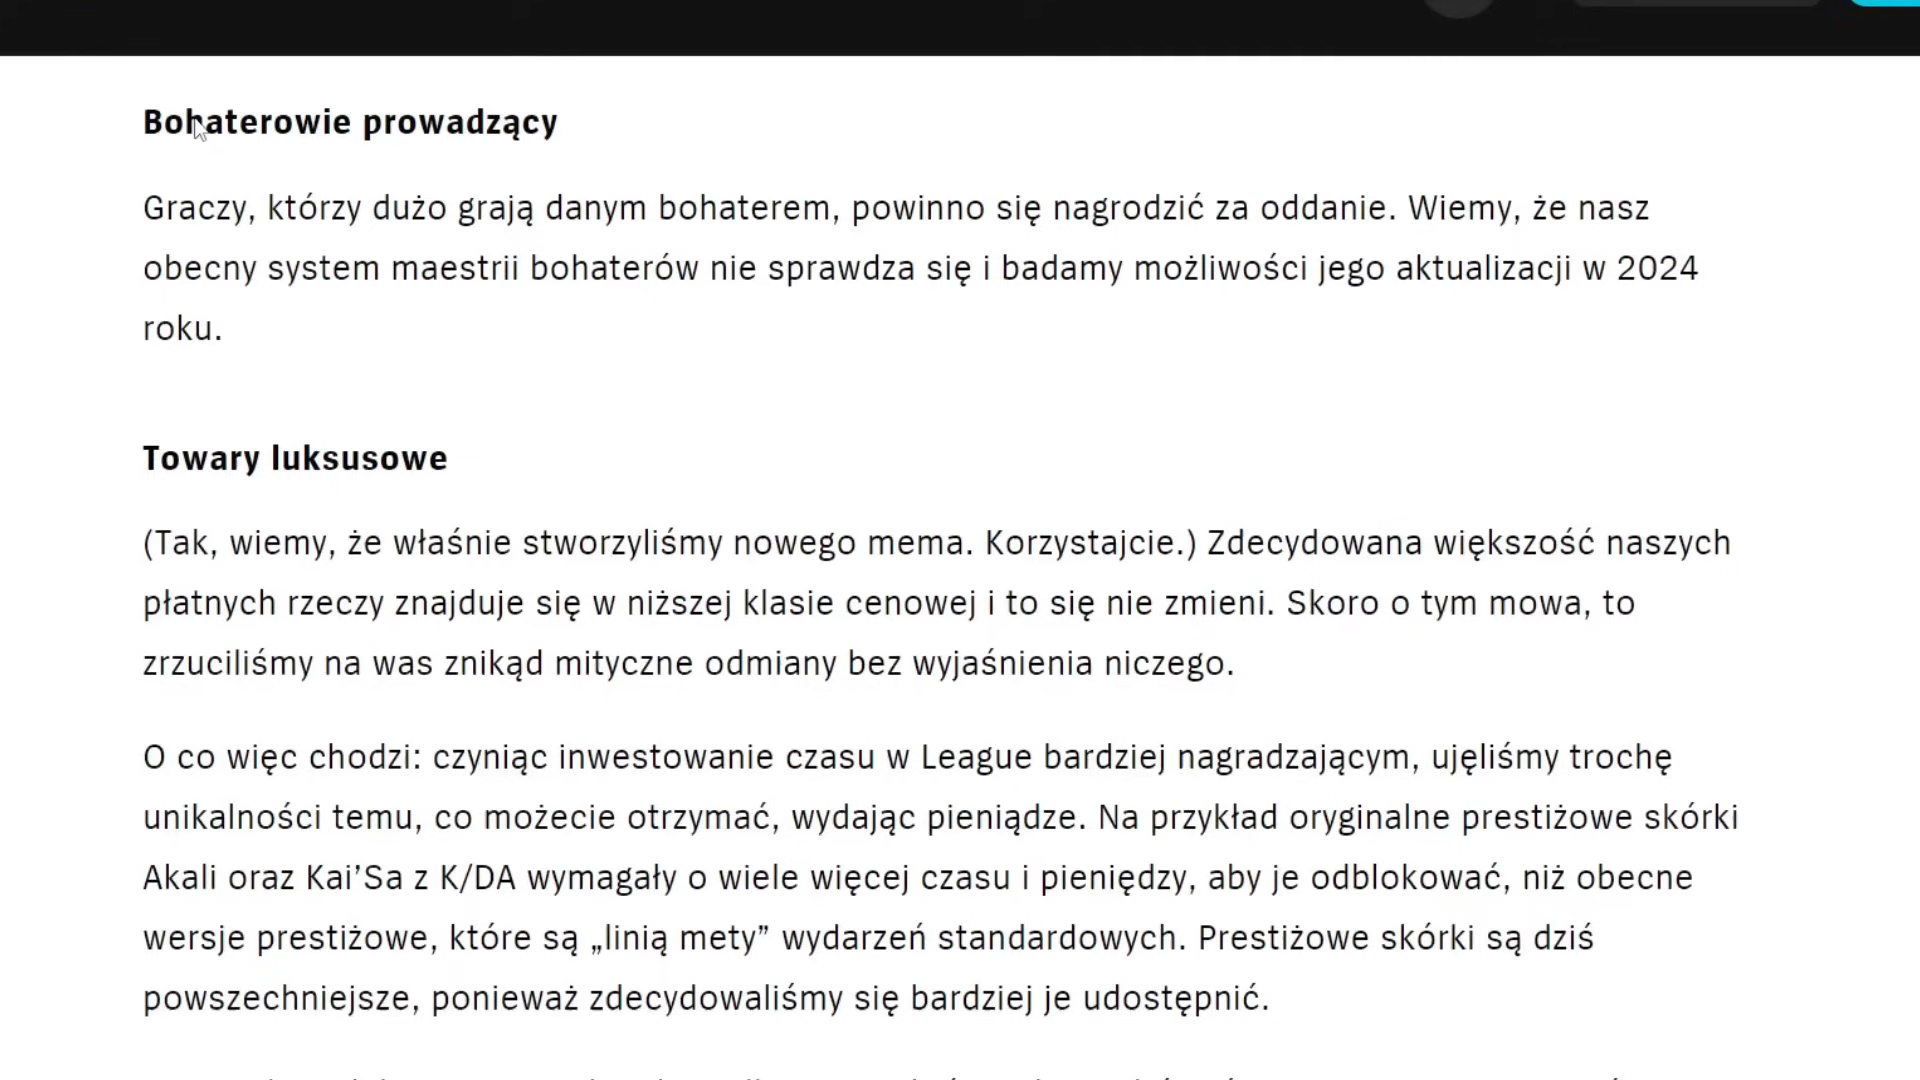 Bohaterowie prowadzący
Graczy, którzy dużo grają danym bohaterem, powinno się nagrodzić za oddanie. Wiemy, że nasz
obecny system maestrii bohaterów nie sprawdza się i badamy możliwości jego aktualizacji w 2024
roku.
Towary luksusowe
(Tak, wiemy, że właśnie stworzyliśmy nowego mema. Korzystajcie.) Zdecydowana większość naszych
płatnych rzeczy znajduje się w niższej klasie cenowej i to się nie zmieni. Skoro o tym mowa, to
zrzuciliśmy na was znikąd mityczne odmiany bez wyjaśnienia niczego.
O co więc chodzi: czyniąc inwestowanie czasu w League bardziej nagradzającym, ujęliśmy trochę
unikalności temu, co możecie otrzymać, wydając pieniądze. Na przykład oryginalne prestiżowe skórki
Akali oraz Kai’Sa z K/DA wymagały o wiele więcej czasu i pieniędzy, aby je odblokować, niż obecne
wersje prestiżowe, które są „linią mety” wydarzeń standardowych. Prestiżowe skórki są dziś
powszechniejsze, ponieważ zdecydowaliśmy się bardziej je udostępnić.